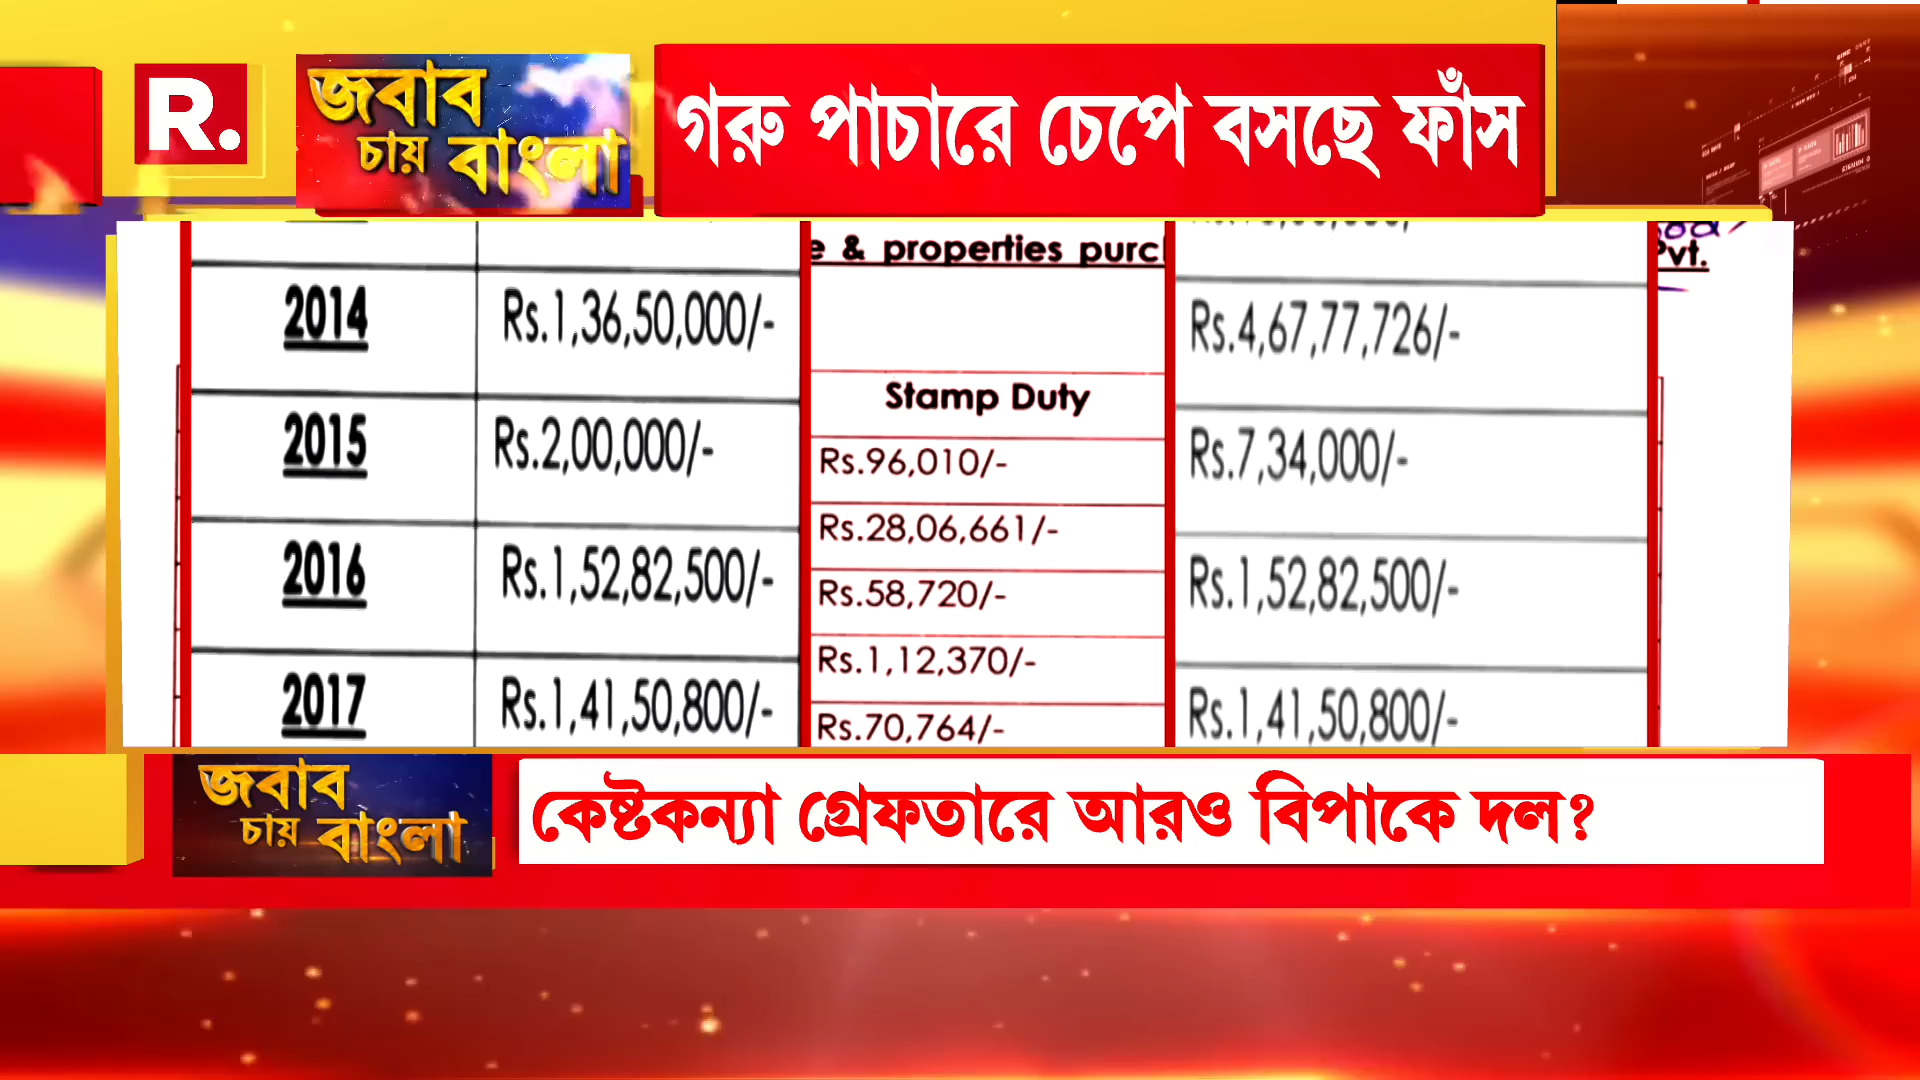 R.
জবাব
চায় বাংলা
গরু পাচারে চেপে বসছে ফাঁস
e & properties purc
Pvt.
2014 Rs.1,36,50,000/- Rs.4,67,77,726/-
Stamp Duty
2015 Rs.2,00,000/- Rs.96,010/- Rs.7,34,000/-
Rs.28,06,661/-
2016 Rs.1,52,82,500/- Rs.58,720/- Rs.1,52,82,500/-
Rs.1,12,370/-
2017 Rs.1,41,50,800/- Rs.70,764/- Rs.1,41,50,800/-
জবাব
চায় বাংলা
কেষ্টকন্যা গ্রেফতারে আরও বিপাকে দল?